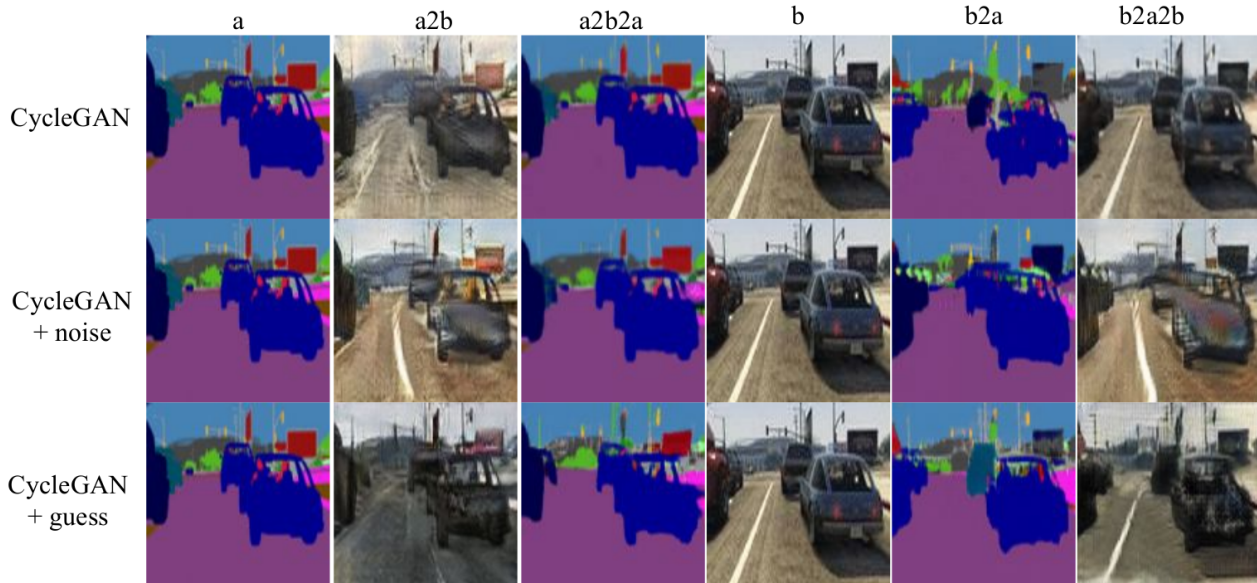 a a2b a2b2a b b2a b2a2b
CycleGAN
CycleGAN
+ noise
CycleGAN
+ guess